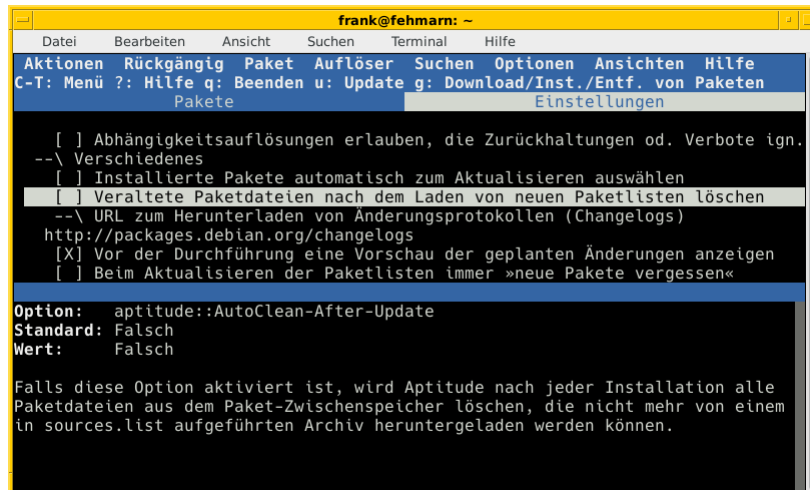 frank@fehmarn: ~
Datei Bearbeiten Ansicht Suchen Terminal Hilfe
Aktionen Rückgängig Paket Auflöser Suchen Optionen Ansichten Hilfe
C-T: Menü ?: Hilfe q: Beenden u: Update g: Download/Inst./Entf. von Paketen
Pakete Einstellungen
[ ] Abhängigkeitsauflösungen erlauben, die Zurückhaltungen od. Verbote ign.
--\ Verschiedenes
[ ] Installierte Pakete automatisch zum Aktualisieren auswählen
[ ] Veraltete Paketdateien nach dem Laden von neuen Paketlisten löschen
--\ URL zum Herunterladen von Änderungsprotokollen (Changelogs)
http://packages.debian.org/changelogs
[X] Vor der Durchführung eine Vorschau der geplanten Änderungen anzeigen
[ ] Beim Aktualisieren der Paketlisten immer »neue Pakete vergessen«
Option: aptitude::AutoClean-After-Update
Standard: Falsch
Wert: Falsch
Falls diese Option aktiviert ist, wird Aptitude nach jeder Installation alle
Paketdateien aus dem Paket-Zwischenspeicher löschen, die nicht mehr von einem
in sources.list aufgeführten Archiv heruntergeladen werden können.